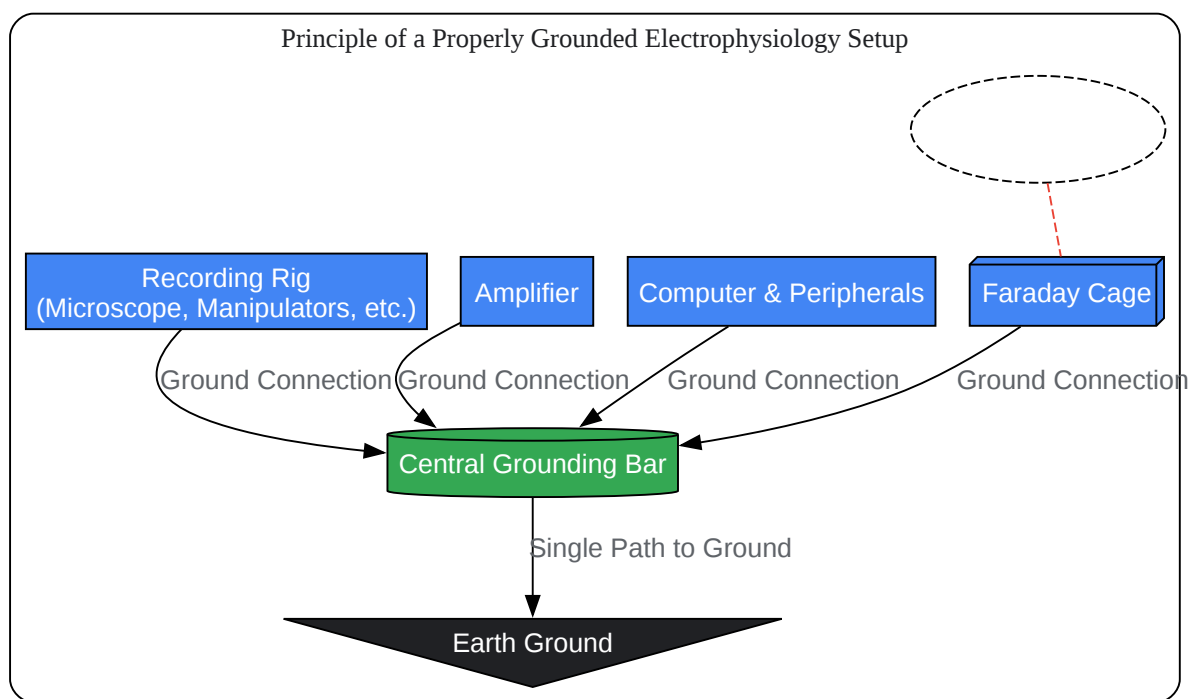 Principle of a Properly Grounded Electrophysiology Setup
Recording Rig
(Microscope, Manipulators, etc.)
Amplifier
Computer & Peripherals
Faraday Cage
Ground Connection
Ground Connection
Ground Connection
Ground Connection
Central Grounding Bar
Single Path to Ground
Earth Ground